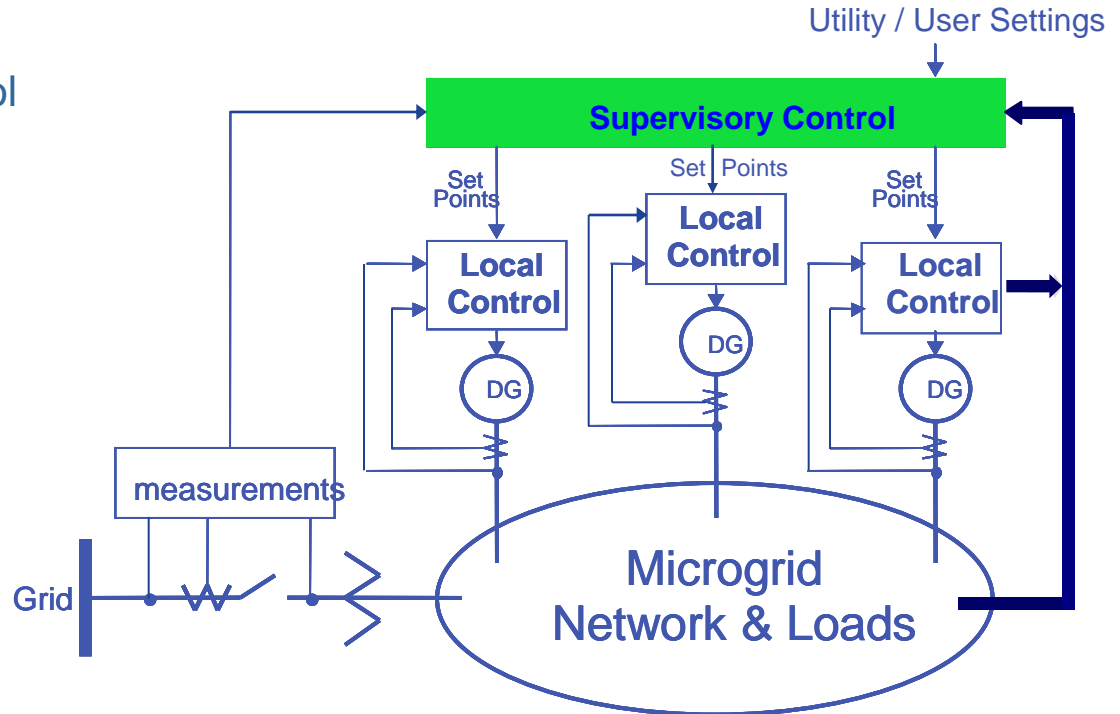 Utility / User Settings
ol
Supervisory Control
Set
Points
Set Points
Set
Points
Local
Control
Local
Control
Local
Control
DG
DG
DG
measurements
Grid
Microgrid
Network & Loads